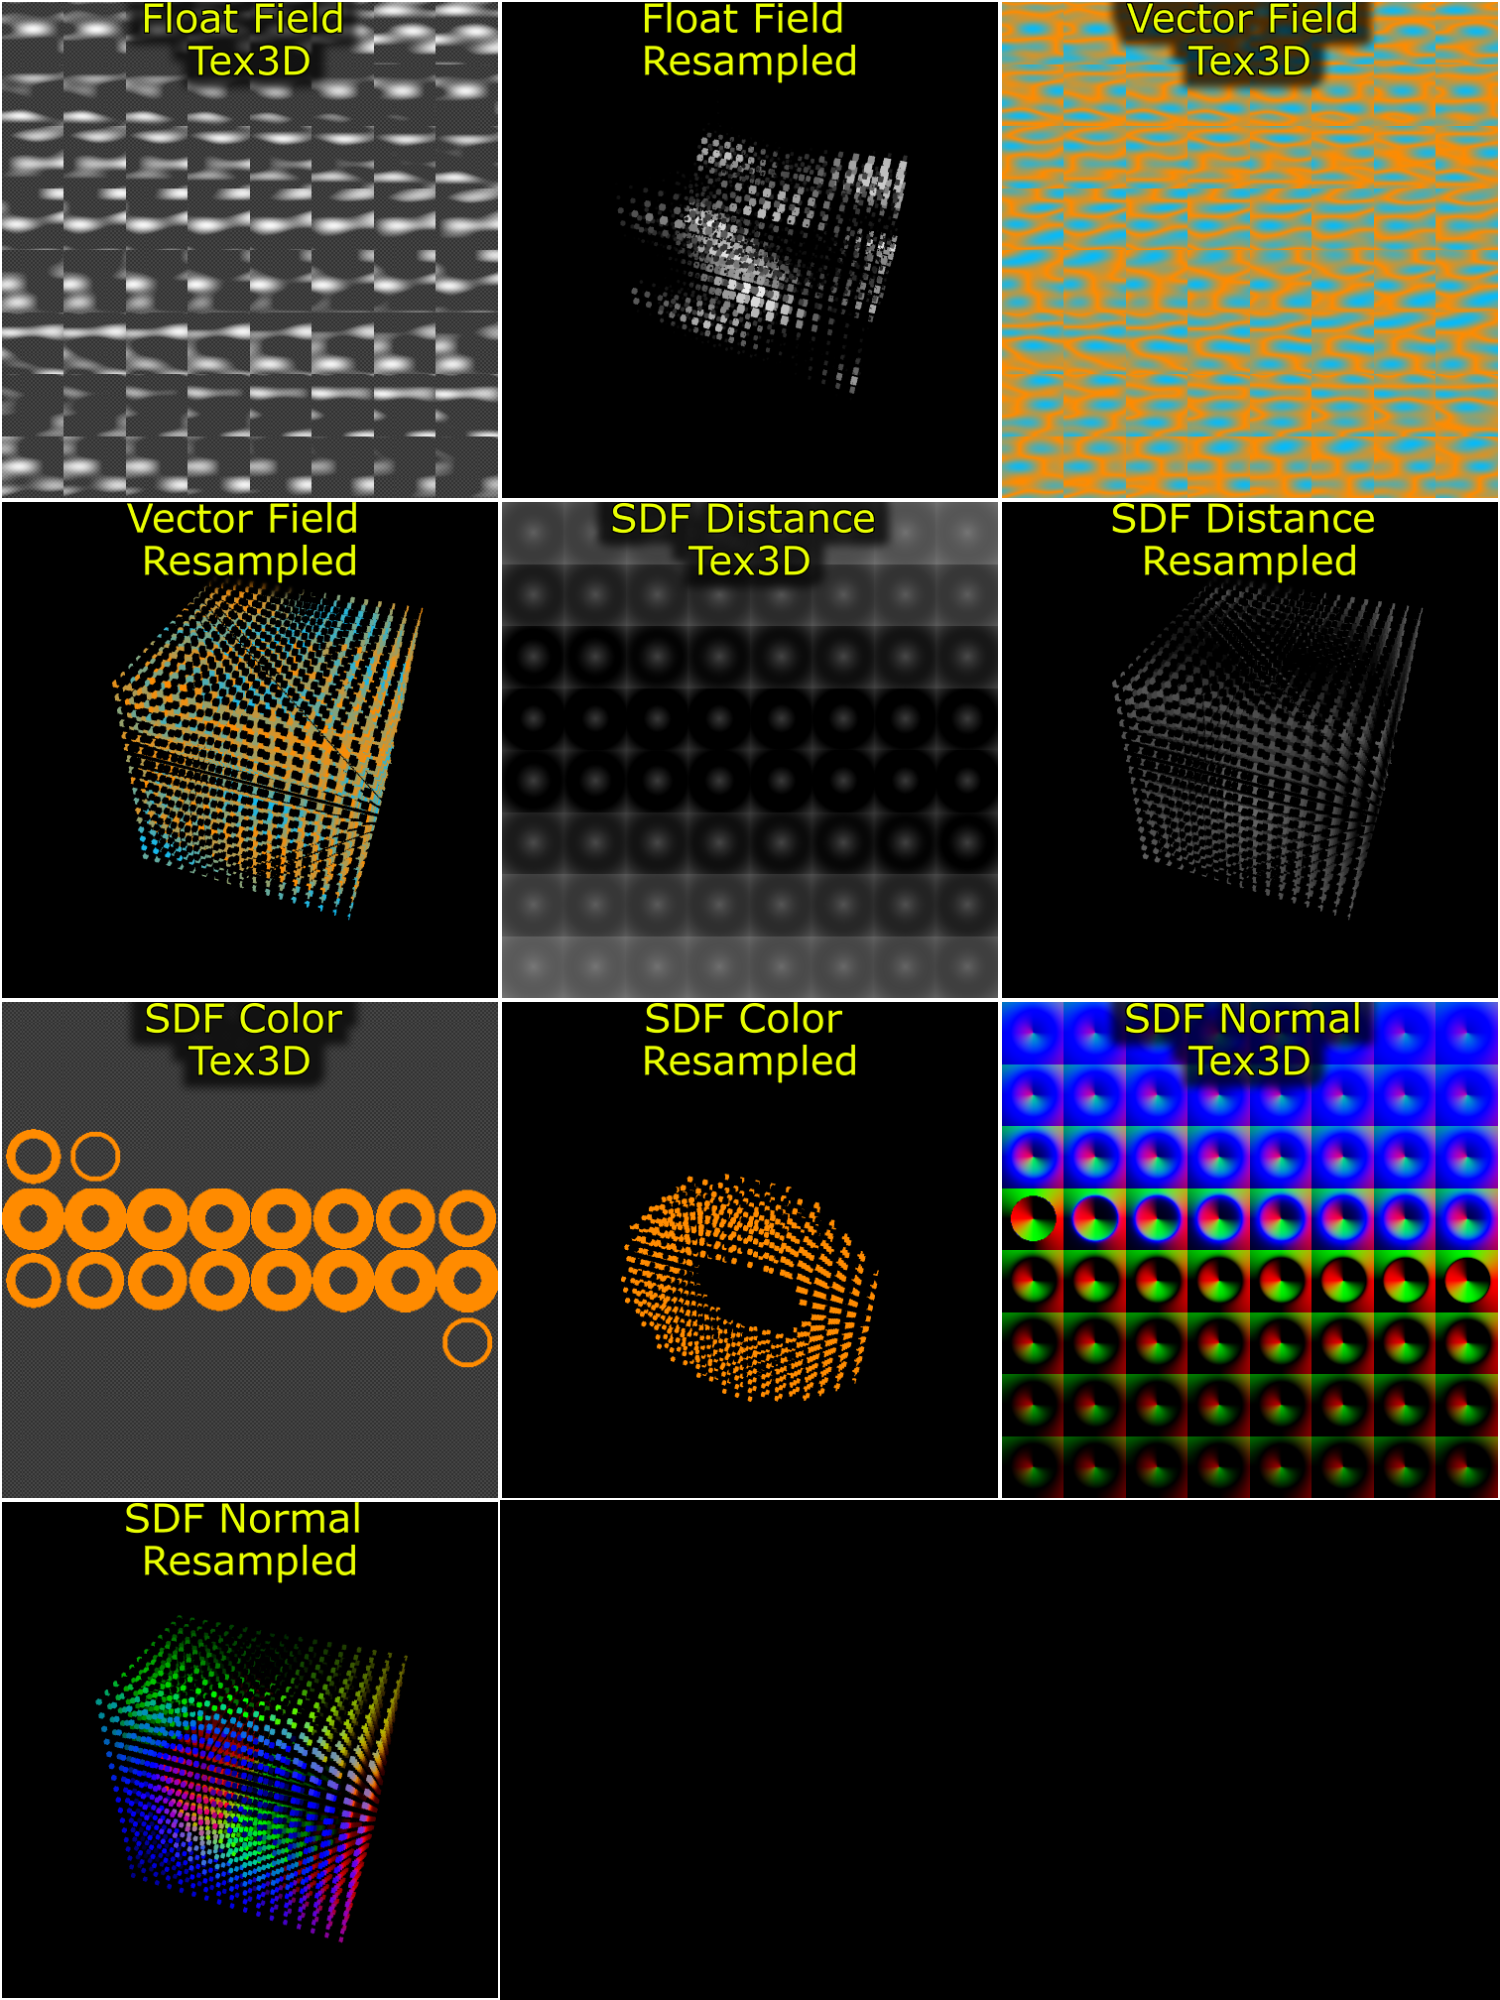 Float Field
Tex3D
Float Field
Resampled
Vector Field
Tex3D
Vector Field
Resampled
SDF Distance
Tex3D
SDF Distance
Resampled
SDF Color
Tex3D
SDF Color
Resampled
SDF Normal
Tex3D
SDF Normal
Resampled